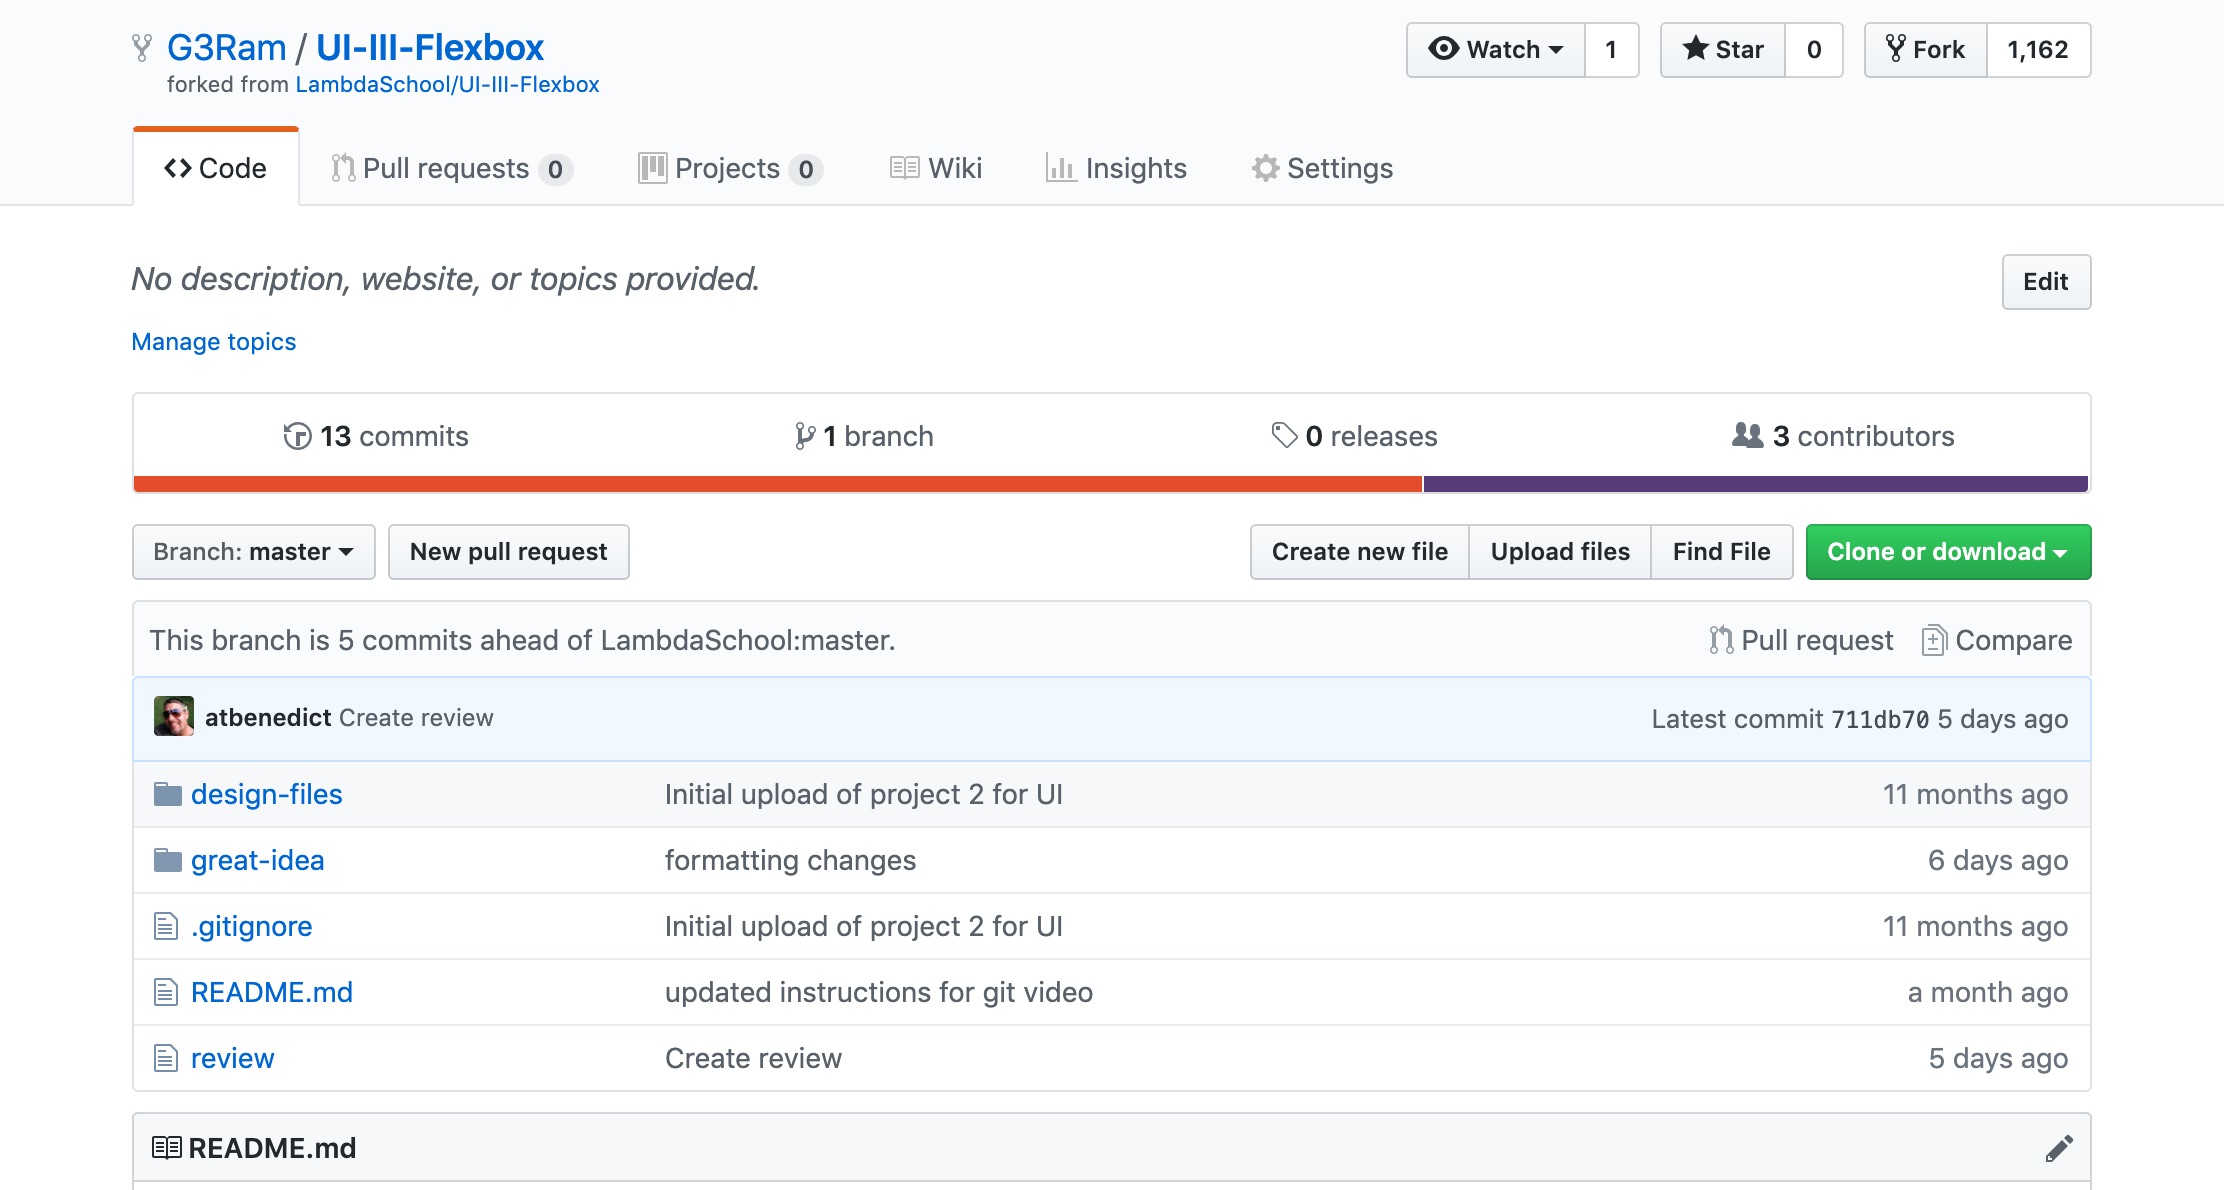 G3Ram / UI-III-Flexbox
forked from LambdaSchool/UI-III-Flexbox
Watch 1 Star 0 Fork 1,162
Code Pull requests 0 Projects 0 Wiki Insights Settings
No description, website, or topics provided.
Edit
Manage topics
13 commits 1 branch 0 releases 3 contributors
Branch: master New pull request Create new file Upload files Find File Clone or download
This branch is 5 commits ahead of LambdaSchool:master. Pull request Compare
atbenedict Create review Latest commit 711db70 5 days ago
design-files Initial upload of project 2 for UI 11 months ago
great-idea formatting changes 6 days ago
.gitignore Initial upload of project 2 for UI 11 months ago
README.md updated instructions for git video a month ago
review Create review 5 days ago
README.md